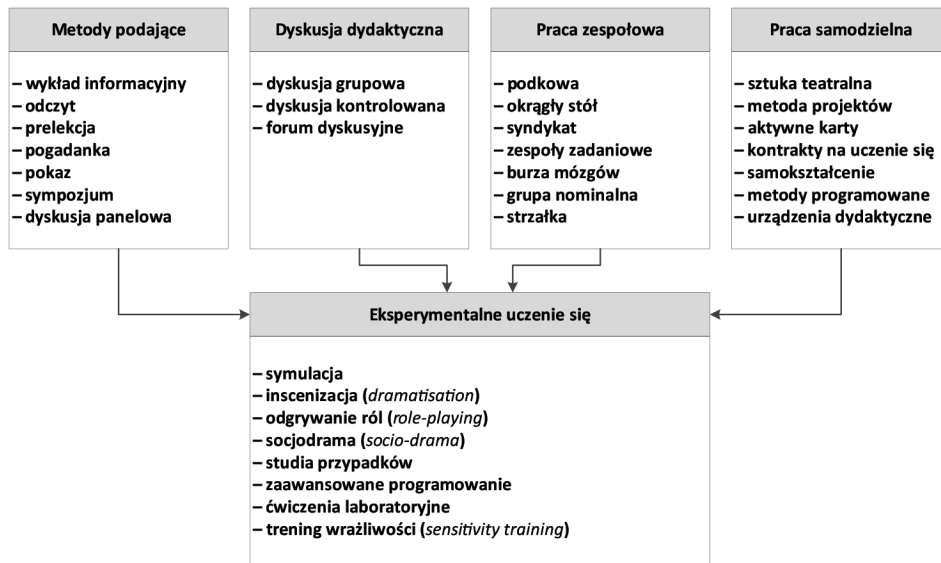 Metody podające
– wykład informacyjny
– odczyt
– prelekcja
– pogadanka
– pokaz
– sympozjum
– dyskusja panelowa
Dyskusja dydaktyczna
– dyskusja grupowa
– dyskusja kontrolowana
– forum dyskusyjne
Praca zespołowa
– podkowa
– okrągły stół
– syndykat
– zespoły zadaniowe
– burza mózgów
– grupa nominalna
– strzałka
Praca samodzielna
– sztuka teatralna
– metoda projektów
– aktywne karty
– kontrakty na uczenie się
– samokształcenie
– metody programowane
– urządzenia dydaktyczne
Eksperymentalne uczenie się
– symulacja
– inscenizacja (dramatisation)
– odgrywanie ról (role-playing)
– socjodrama (socio-drama)
– studia przypadków
– zaawansowane programowanie
– ćwiczenia laboratoryjne
– trening wrażliwości (sensitivity training)